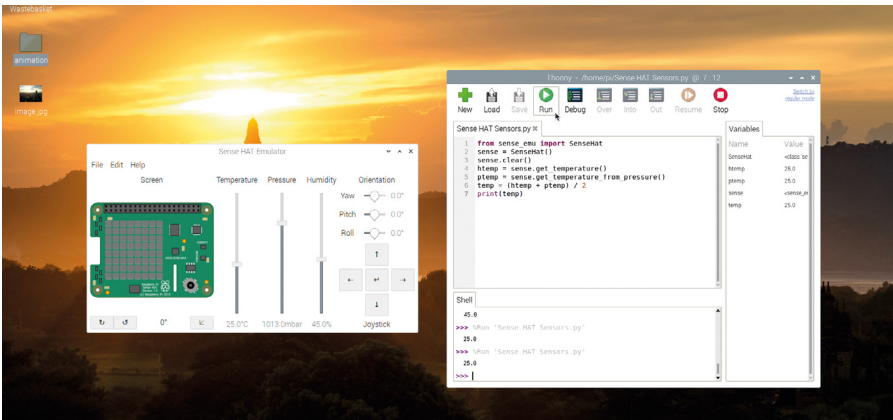 Wastebasket
animation
image.jpg
Sense HAT Emulator
File Edit Help
Screen
Temperature Pressure Humidity Orientation
Yaw 0.0°
Pitch 0.0°
Roll 0.0°
↑
← ↵ →
↓
0° 25.0°C 1013.0mbar 45.0% Joystick
Thonny - /home/pi/Sense HAT Sensors.py @ 7:12
New Load Save Run Debug Over Into Out Resume Stop
Switch to
regular mode
Sense HAT Sensors.py
1 from sense_emu import SenseHat
2 sense = SenseHat()
3 sense.clear()
4 htemp = sense.get_temperature()
5 ptemp = sense.get_temperature_from_pressure()
6 temp = (htemp + ptemp) / 2
7 print(temp)
Variables
Name Value
SenseHat <class 'se
htemp 25.0
ptemp 25.0
sense <sense_em
temp 25.0
Shell
45.0
>>> %Run 'Sense HAT Sensors.py'
25.0
>>> %Run 'Sense HAT Sensors.py'
25.0
>>>